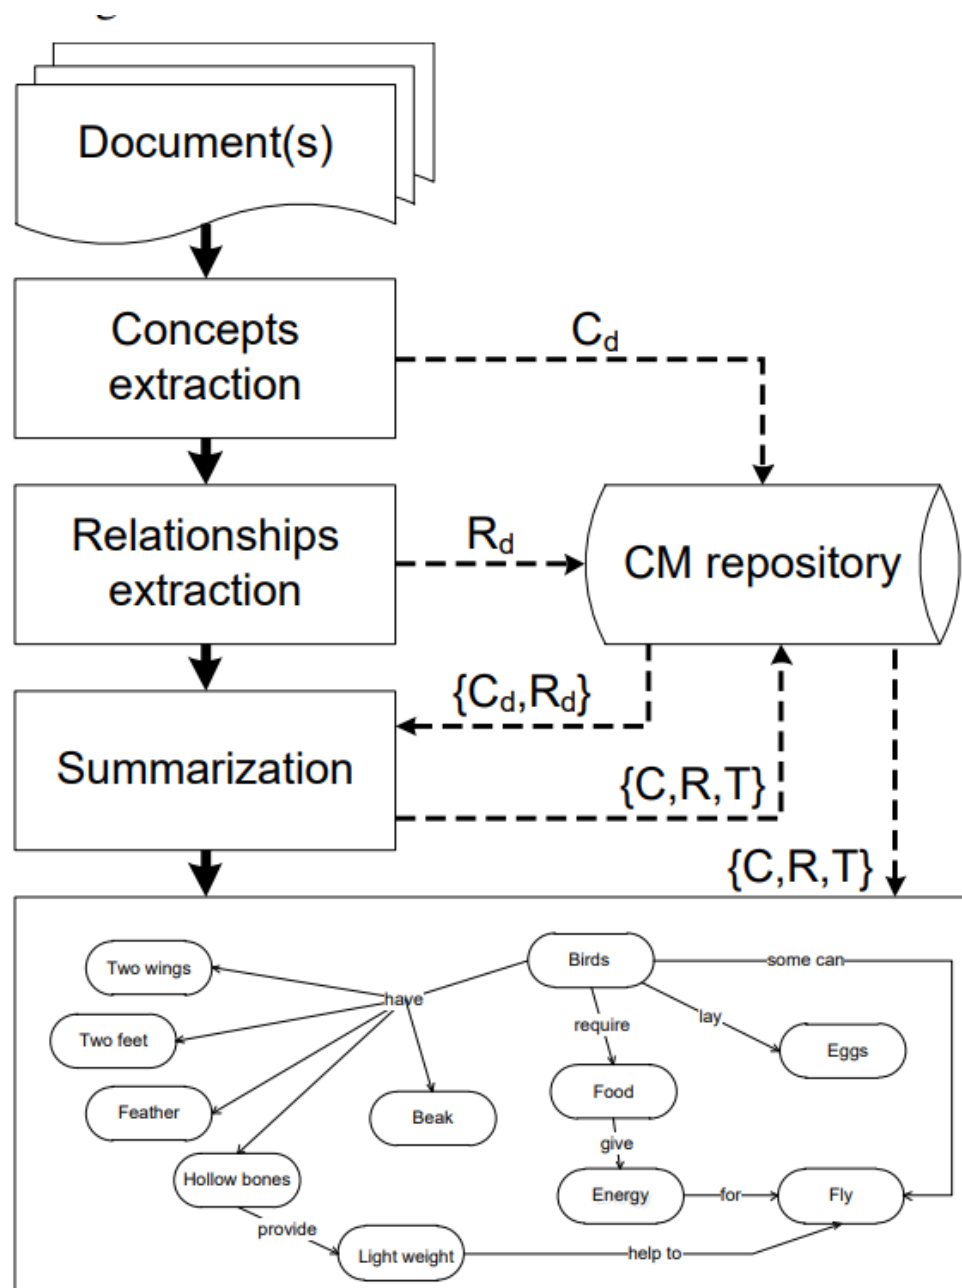 Document(s)
Concepts
extraction
C_d
Relationships
extraction
R_d
CM repository
{C_d,R_d}
Summarization
{C,R,T}
{C,R,T}
Two wings
Birds
some can
have
Two feet
require
lay
Eggs
Feather
Beak
Food
give
Hollow bones
Energy
for
Fly
provide
Light weight
help to